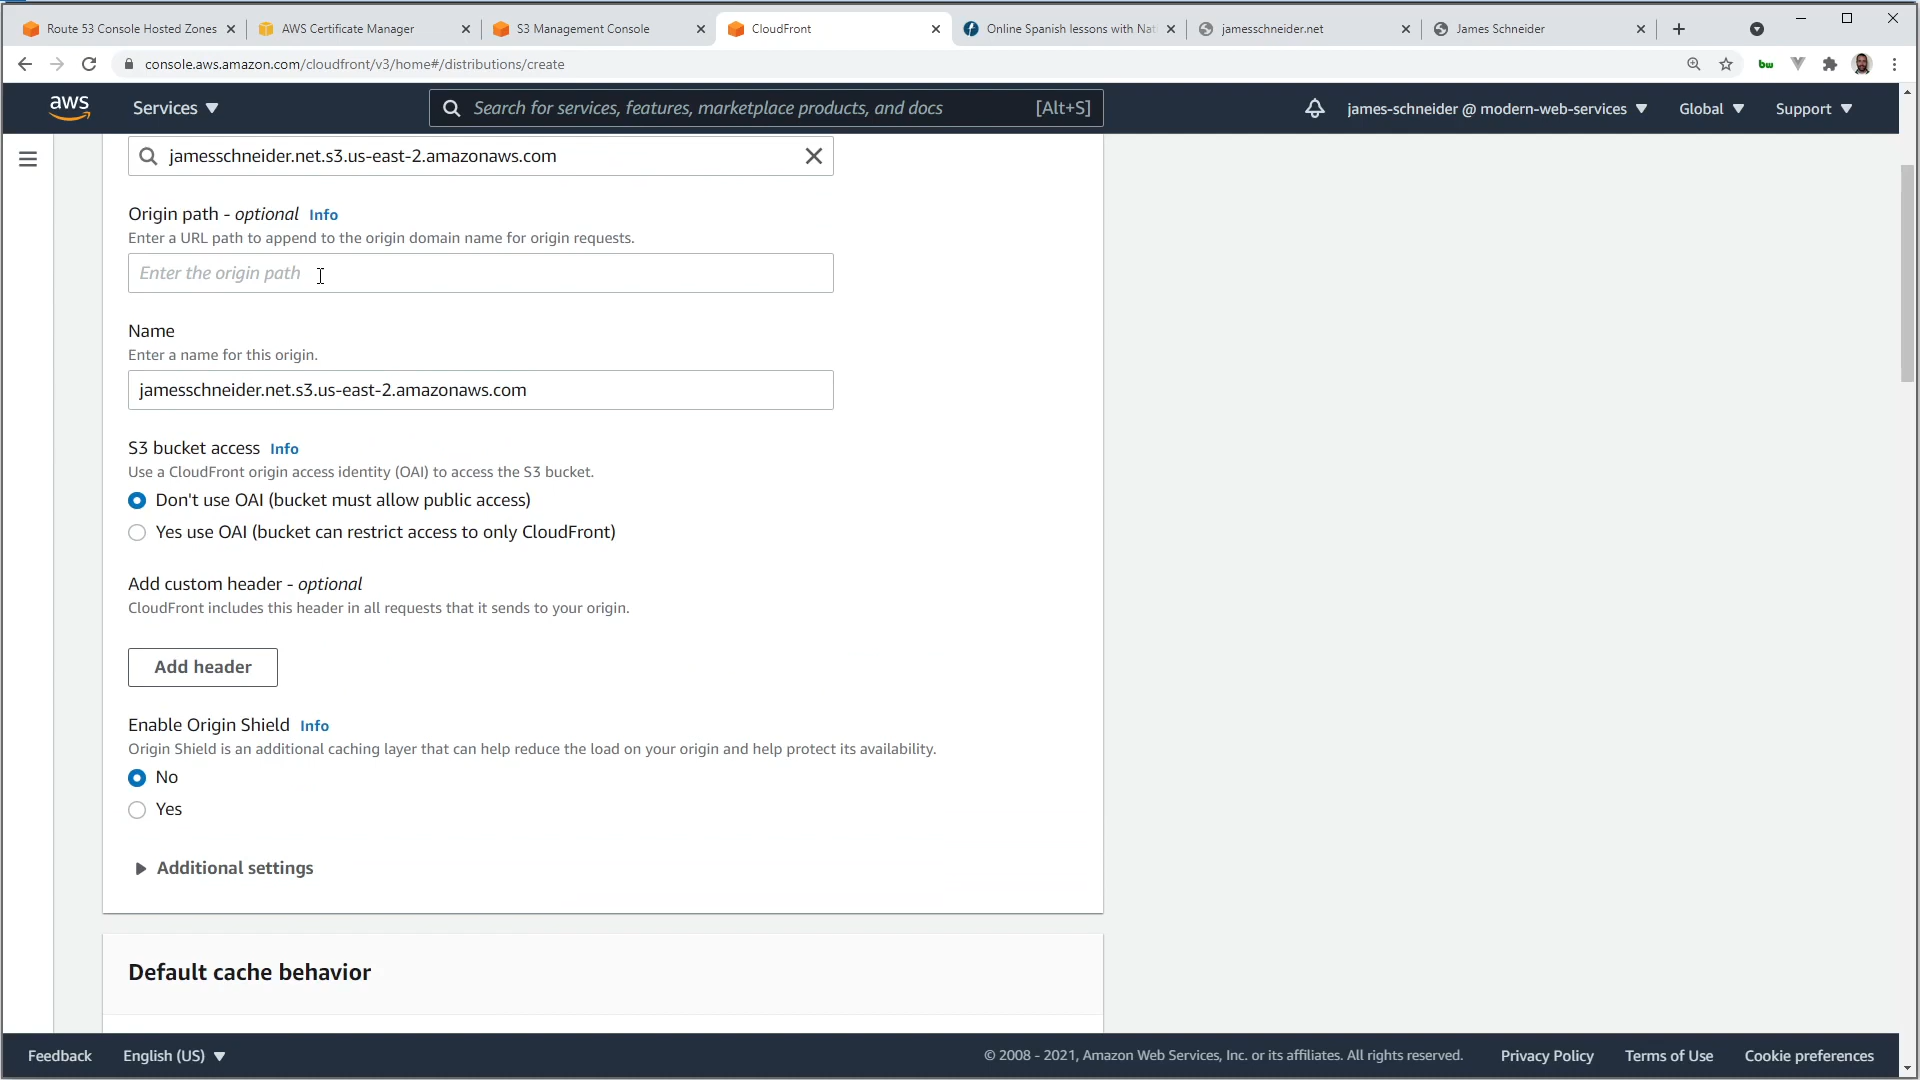 Route 53 Console Hosted Zones
AWS Certificate Manager
S3 Management Console
CloudFront
Online Spanish lessons with Nat
jamesschneider.net
James Schneider
console.aws.amazon.com/cloudfront/v3/home#/distributions/create
bw
aws
Services
Search for services, features, marketplace products, and docs
[Alt+S]
james-schneider @ modern-web-services
Global
Support
jamesschneider.net.s3.us-east-2.amazonaws.com
Origin path - optional Info
Enter a URL path to append to the origin domain name for origin requests.
Enter the origin path
Name
Enter a name for this origin.
jamesschneider.net.s3.us-east-2.amazonaws.com
S3 bucket access Info
Use a CloudFront origin access identity (OAI) to access the S3 bucket.
Don't use OAI (bucket must allow public access)
Yes use OAI (bucket can restrict access to only CloudFront)
Add custom header - optional
CloudFront includes this header in all requests that it sends to your origin.
Add header
Enable Origin Shield Info
Origin Shield is an additional caching layer that can help reduce the load on your origin and help protect its availability.
No
Yes
Additional settings
Default cache behavior
Feedback
English (US)
© 2008 - 2021, Amazon Web Services, Inc. or its affiliates. All rights reserved.
Privacy Policy
Terms of Use
Cookie preferences